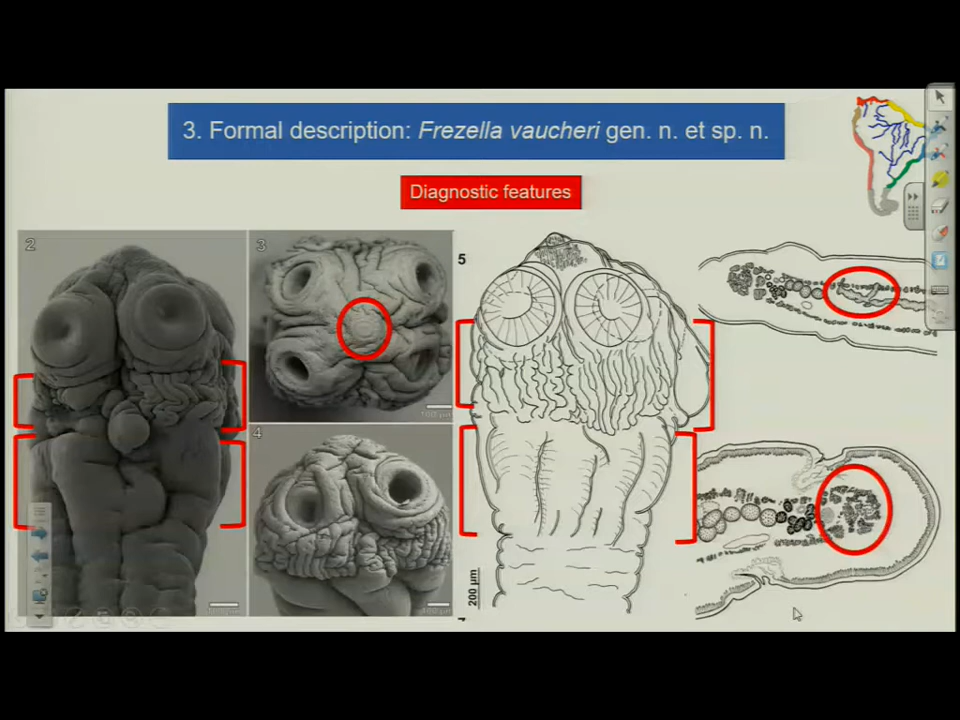 3. Formal description: Frezella vaucheri gen. n. et sp. n.
Diagnostic features
2
3
4
5
200 µm